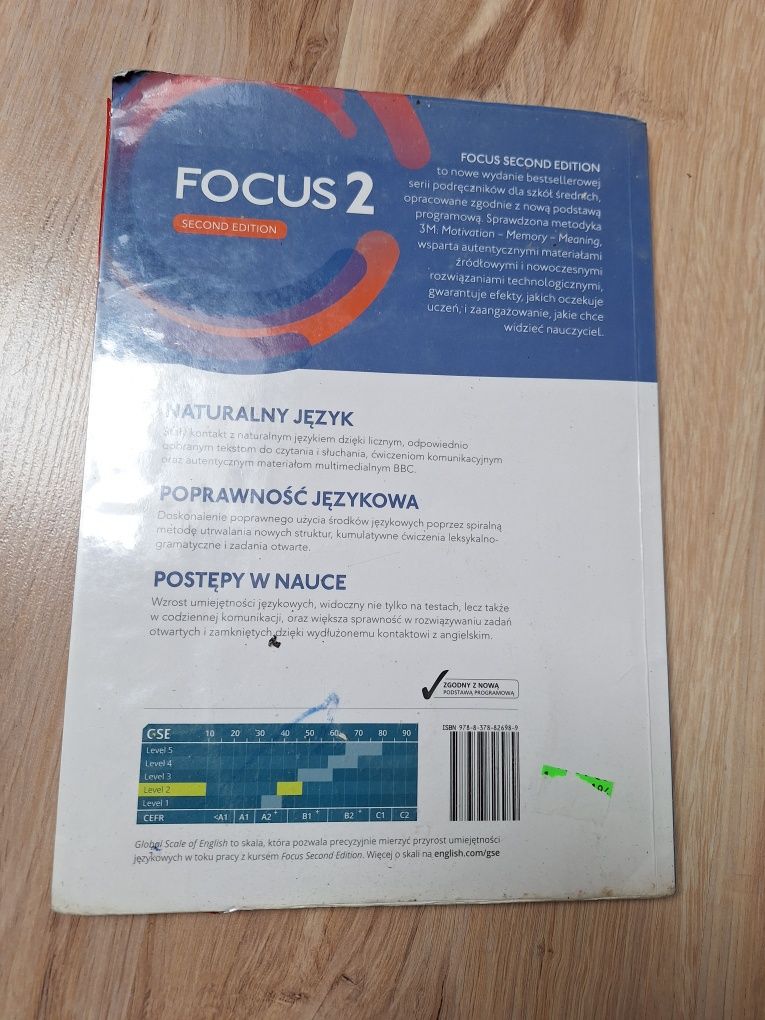 FOCUS 2
SECOND EDITION
FOCUS SECOND EDITION
to nowe wydanie bestsellerowej
serii podręczników dla szkół średnich,
opracowane zgodnie z nową podstawą
programową. Sprawdzona metodyka
3M: Motivation – Memory – Meaning,
wsparta autentycznymi materiałami
źródłowymi i nowoczesnymi
rozwiązaniami technologicznymi,
gwarantuje efekty, jakich oczekuje
uczeń, i zaangażowanie, jakie chce
widzieć nauczyciel.
NATURALNY JĘZYK
Stały kontakt z naturalnym językiem dzięki licznym, odpowiednio
dobranym tekstom do czytania i słuchania, ćwiczeniom komunikacyjnym
oraz autentycznym materiałom multimedialnym BBC.
POPRAWNOŚĆ JĘZYKOWA
Doskonalenie poprawnego użycia środków językowych poprzez spiralną
metodę utrwalania nowych struktur, kumulatywne ćwiczenia leksykalno-
gramatyczne i zadania otwarte.
POSTĘPY W NAUCE
Wzrost umiejętności językowych, widoczny nie tylko na testach, lecz także
w codziennej komunikacji, oraz większa sprawność w rozwiązywaniu zadań
otwartych i zamkniętych dzięki wydłużonemu kontaktowi z angielskim.
ZGODNY Z NOWĄ
PODSTAWĄ PROGRAMOWĄ
GSE 10 20 30 40 50 60 70 80 90
Level 5
Level 4
Level 3
Level 2
Level 1
CEFR <A1 A1 A2 + B1 + B2 + C1 C2
ISBN 978-8-378-82698-9
Global Scale of English to skala, która pozwala precyzyjnie mierzyć przyrost umiejętności
językowych w toku pracy z kursem Focus Second Edition. Więcej o skali na english.com/gse